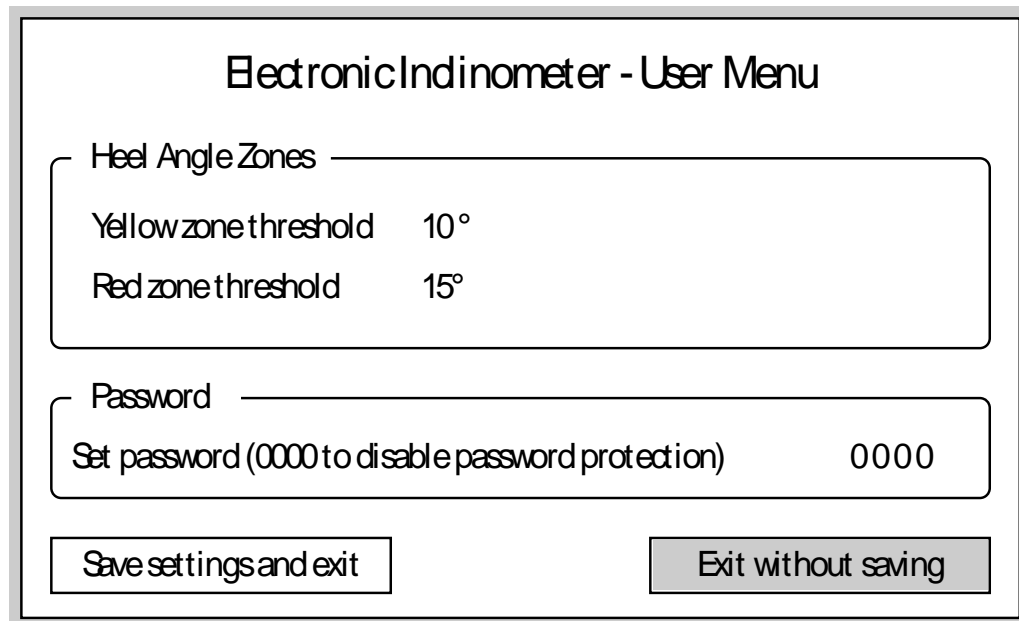 Electronic Inclinometer - User Menu
Heel Angle Zones
Yellow zone threshold 10°
Red zone threshold 15°
Password
Set password (0000 to disable password protection) 0000
Save settings and exit
Exit without saving